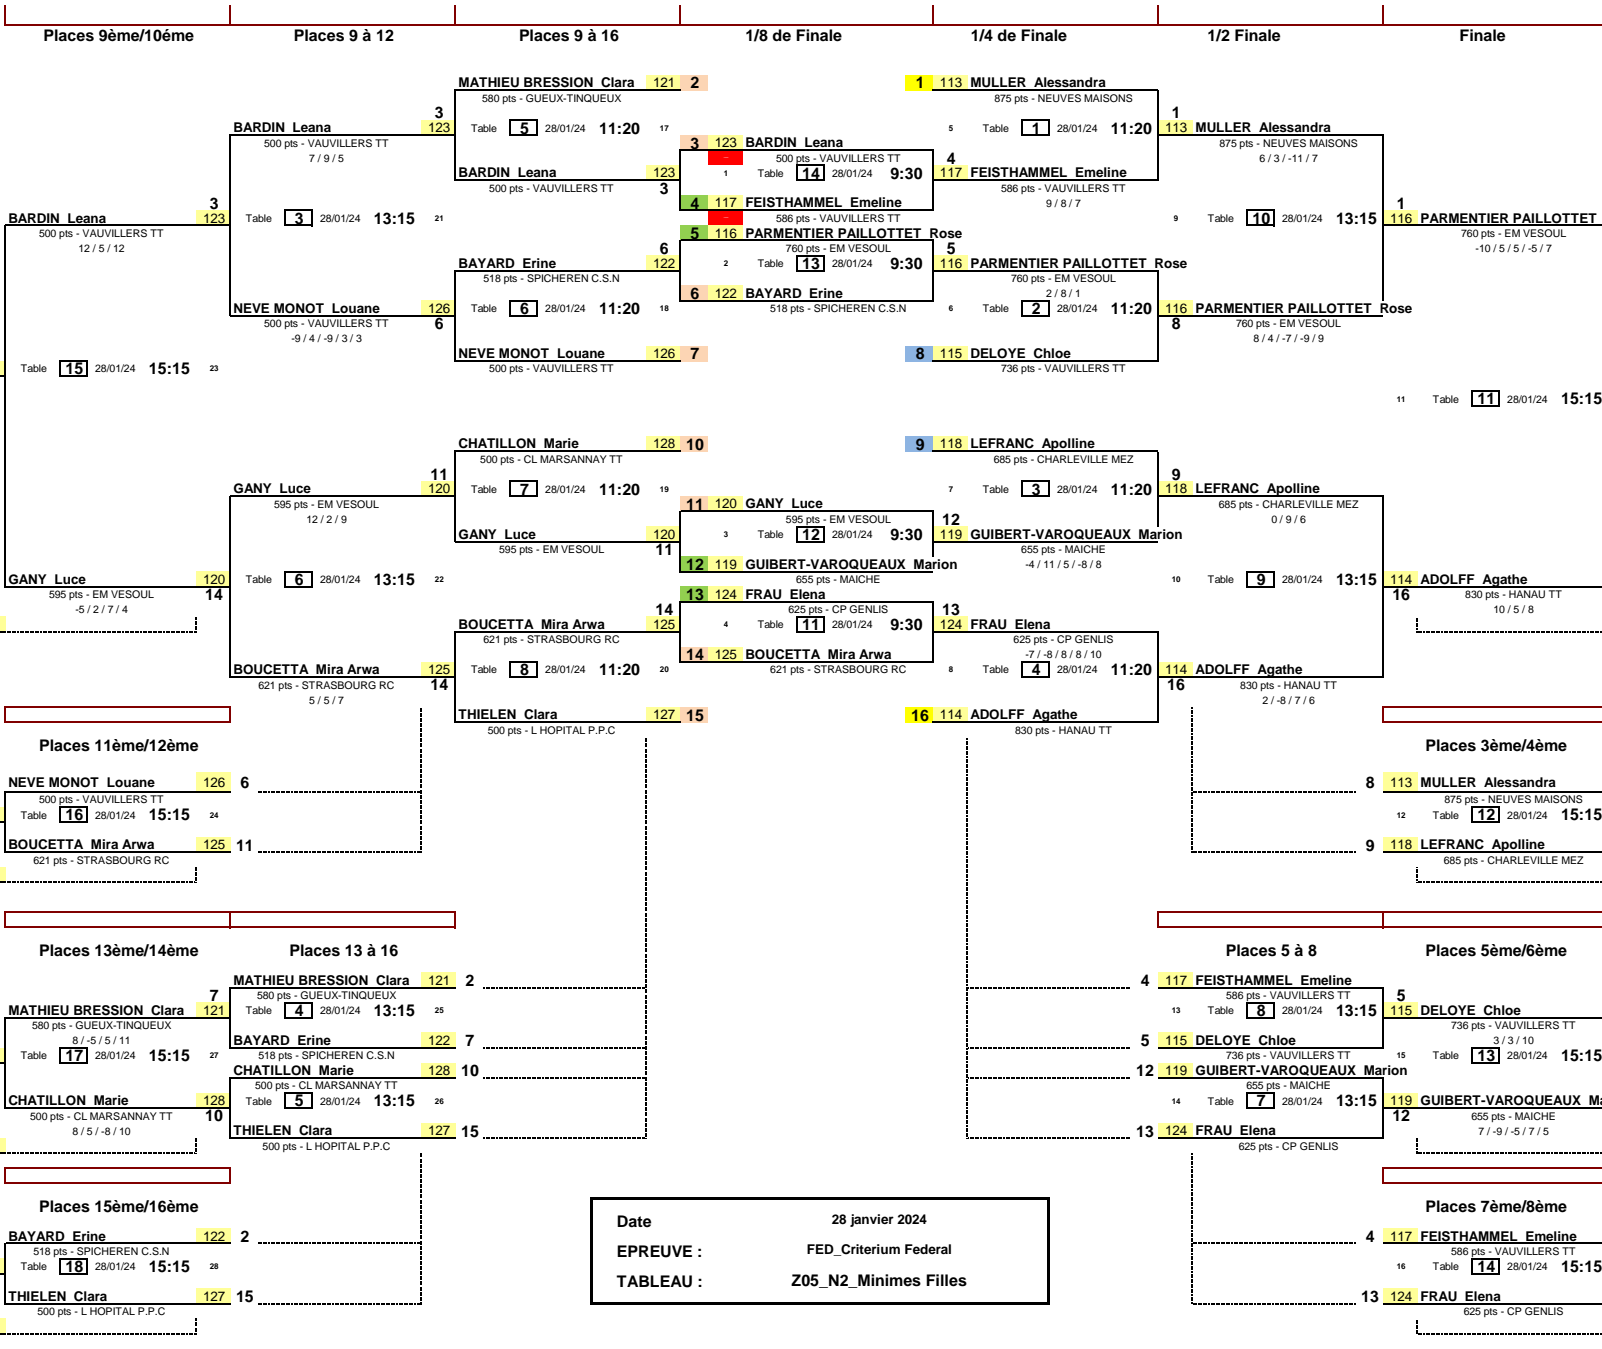 Places 9ème/10éme
Places 9 à 12
Places 9 à 16
1/8 de Finale
1/4 de Finale
1/2 Finale
Finale
BARDIN Leana
3
123
500 pts - VAUVILLERS TT
12 / 5 / 12
Table 15 28/01/24 15:15 23
GANY Luce
120
14
595 pts - EM VESOUL
-5 / 2 / 7 / 4
3
BARDIN Leana 123
500 pts - VAUVILLERS TT
7 / 9 / 5
Table 3 28/01/24 13:15 21
NEVE MONOT Louane 126
500 pts - VAUVILLERS TT 6
-9 / 4 / -9 / 3 / 3
11
GANY Luce 120
595 pts - EM VESOUL
12 / 2 / 9
Table 6 28/01/24 13:15 22
BOUCETTA Mira Arwa 125
621 pts - STRASBOURG RC 14
5 / 5 / 7
MATHIEU BRESSION Clara 121 2
580 pts - GUEUX-TINQUEUX
Table 5 28/01/24 11:20 17
BARDIN Leana 123
500 pts - VAUVILLERS TT 3
6
BAYARD Erine 122
518 pts - SPICHEREN C.S.N
Table 6 28/01/24 11:20 18
NEVE MONOT Louane 126 7
500 pts - VAUVILLERS TT
CHATILLON Marie 128 10
500 pts - CL MARSANNAY TT
Table 7 28/01/24 11:20 19
GANY Luce 120
595 pts - EM VESOUL 11
14
BOUCETTA Mira Arwa 125
621 pts - STRASBOURG RC
Table 8 28/01/24 11:20 20
THIELEN Clara 127 15
500 pts - L HOPITAL P.P.C
3 123 BARDIN Leana
500 pts - VAUVILLERS TT
1 Table 14 28/01/24 9:30
4 117 FEISTHAMMEL Emeline
586 pts - VAUVILLERS TT
5 116 PARMENTIER PAILLOTTET Rose
760 pts - EM VESOUL
2 Table 13 28/01/24 9:30
6 122 BAYARD Erine
518 pts - SPICHEREN C.S.N
11 120 GANY Luce
595 pts - EM VESOUL
3 Table 12 28/01/24 9:30
12 119 GUIBERT-VAROQUEAUX Marion
655 pts - MAICHE
13 124 FRAU Elena
625 pts - CP GENLIS
4 Table 11 28/01/24 9:30
14 125 BOUCETTA Mira Arwa
621 pts - STRASBOURG RC
1 113 MULLER Alessandra
875 pts - NEUVES MAISONS
5 Table 1 28/01/24 11:20
4
117 FEISTHAMMEL Emeline
586 pts - VAUVILLERS TT
9 / 8 / 7
5
116 PARMENTIER PAILLOTTET Rose
760 pts - EM VESOUL
2 / 8 / 1
6 Table 2 28/01/24 11:20
8 115 DELOYE Chloe
736 pts - VAUVILLERS TT
9 118 LEFRANC Apolline
685 pts - CHARLEVILLE MEZ
7 Table 3 28/01/24 11:20
12
119 GUIBERT-VAROQUEAUX Marion
655 pts - MAICHE
-4 / 11 / 5 / -8 / 8
13
124 FRAU Elena
625 pts - CP GENLIS
-7 / -8 / 8 / 8 / 10
8 Table 4 28/01/24 11:20
16 114 ADOLFF Agathe
830 pts - HANAU TT
1
113 MULLER Alessandra
875 pts - NEUVES MAISONS
6 / 3 / -11 / 7
9 Table 10 28/01/24 13:15
116 PARMENTIER PAILLOTTET Rose
8 760 pts - EM VESOUL
8 / 4 / -7 / -9 / 9
9
118 LEFRANC Apolline
685 pts - CHARLEVILLE MEZ
0 / 9 / 6
10 Table 9 28/01/24 13:15
114 ADOLFF Agathe
16 830 pts - HANAU TT
2 / -8 / 7 / 6
1
116 PARMENTIER PAILLOTTET
760 pts - EM VESOUL
-10 / 5 / 5 / -5 / 7
11 Table 11 28/01/24 15:15
114 ADOLFF Agathe
16 830 pts - HANAU TT
10 / 5 / 8
Places 11ème/12ème
NEVE MONOT Louane 126 6
500 pts - VAUVILLERS TT
Table 16 28/01/24 15:15 24
BOUCETTA Mira Arwa 125 11
621 pts - STRASBOURG RC
Places 3ème/4ème
8 113 MULLER Alessandra
875 pts - NEUVES MAISONS
12 Table 12 28/01/24 15:15
9 118 LEFRANC Apolline
685 pts - CHARLEVILLE MEZ
Places 13ème/14ème
Places 13 à 16
7
MATHIEU BRESSION Clara 121
580 pts - GUEUX-TINQUEUX
8 / -5 / 5 / 11
Table 17 28/01/24 15:15 27
CHATILLON Marie 128
500 pts - CL MARSANNAY TT 10
8 / 5 / -8 / 10
MATHIEU BRESSION Clara 121 2
580 pts - GUEUX-TINQUEUX
Table 4 28/01/24 13:15 25
BAYARD Erine 122 7
518 pts - SPICHEREN C.S.N
CHATILLON Marie 128 10
500 pts - CL MARSANNAY TT
Table 5 28/01/24 13:15 26
THIELEN Clara 127 15
500 pts - L HOPITAL P.P.C
Places 5 à 8
Places 5ème/6ème
4 117 FEISTHAMMEL Emeline
586 pts - VAUVILLERS TT
13 Table 8 28/01/24 13:15
5 115 DELOYE Chloe
736 pts - VAUVILLERS TT
12 119 GUIBERT-VAROQUEAUX Marion
655 pts - MAICHE
14 Table 7 28/01/24 13:15
13 124 FRAU Elena
625 pts - CP GENLIS
5
115 DELOYE Chloe
736 pts - VAUVILLERS TT
3 / 3 / 10
15 Table 13 28/01/24 15:15
119 GUIBERT-VAROQUEAUX Ma
12 655 pts - MAICHE
7 / -9 / -5 / 7 / 5
Places 15ème/16ème
BAYARD Erine 122 2
518 pts - SPICHEREN C.S.N
Table 18 28/01/24 15:15 28
THIELEN Clara 127 15
500 pts - L HOPITAL P.P.C
Date 28 janvier 2024
EPREUVE : FED_Criterium Federal
TABLEAU : Z05_N2_Minimes Filles
Places 7ème/8ème
4 117 FEISTHAMMEL Emeline
586 pts - VAUVILLERS TT
16 Table 14 28/01/24 15:15
13 124 FRAU Elena
625 pts - CP GENLIS